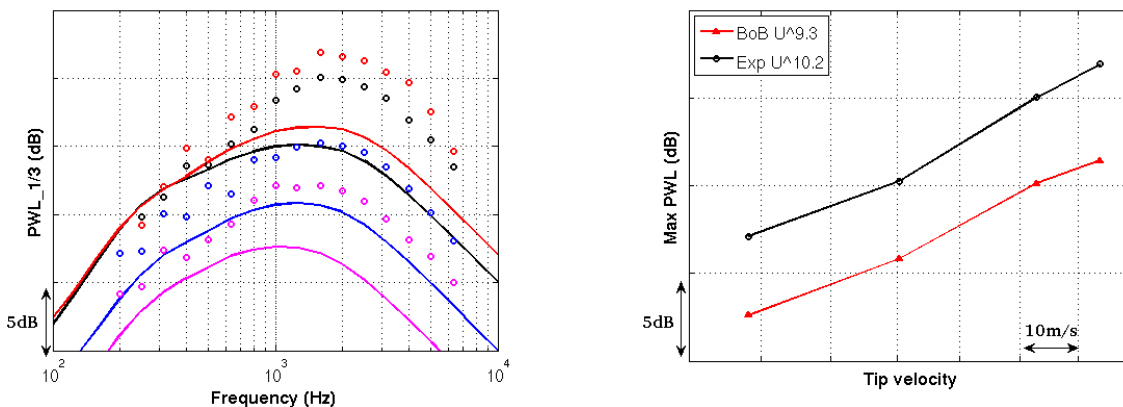 PWL_1/3 (dB)
5dB
10^2
10^3
10^4
Frequency (Hz)
BoB U^9.3
Exp U^10.2
Max PWL (dB)
5dB
10m/s
Tip velocity